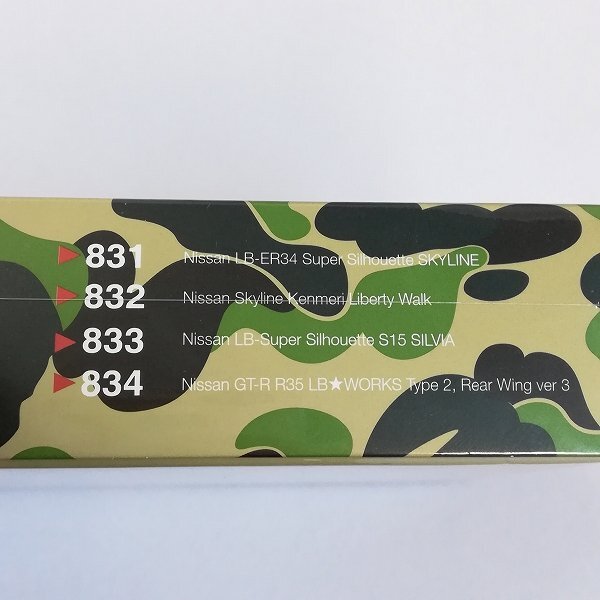 831 Nissan LB-ER34 Super Silhouette SKYLINE
832 Nissan Skyline Kenmeri Liberty Walk
833 Nissan LB-Super Silhouette S15 SILVIA
834 Nissan GT-R R35 LB★WORKS Type 2, Rear Wing ver 3